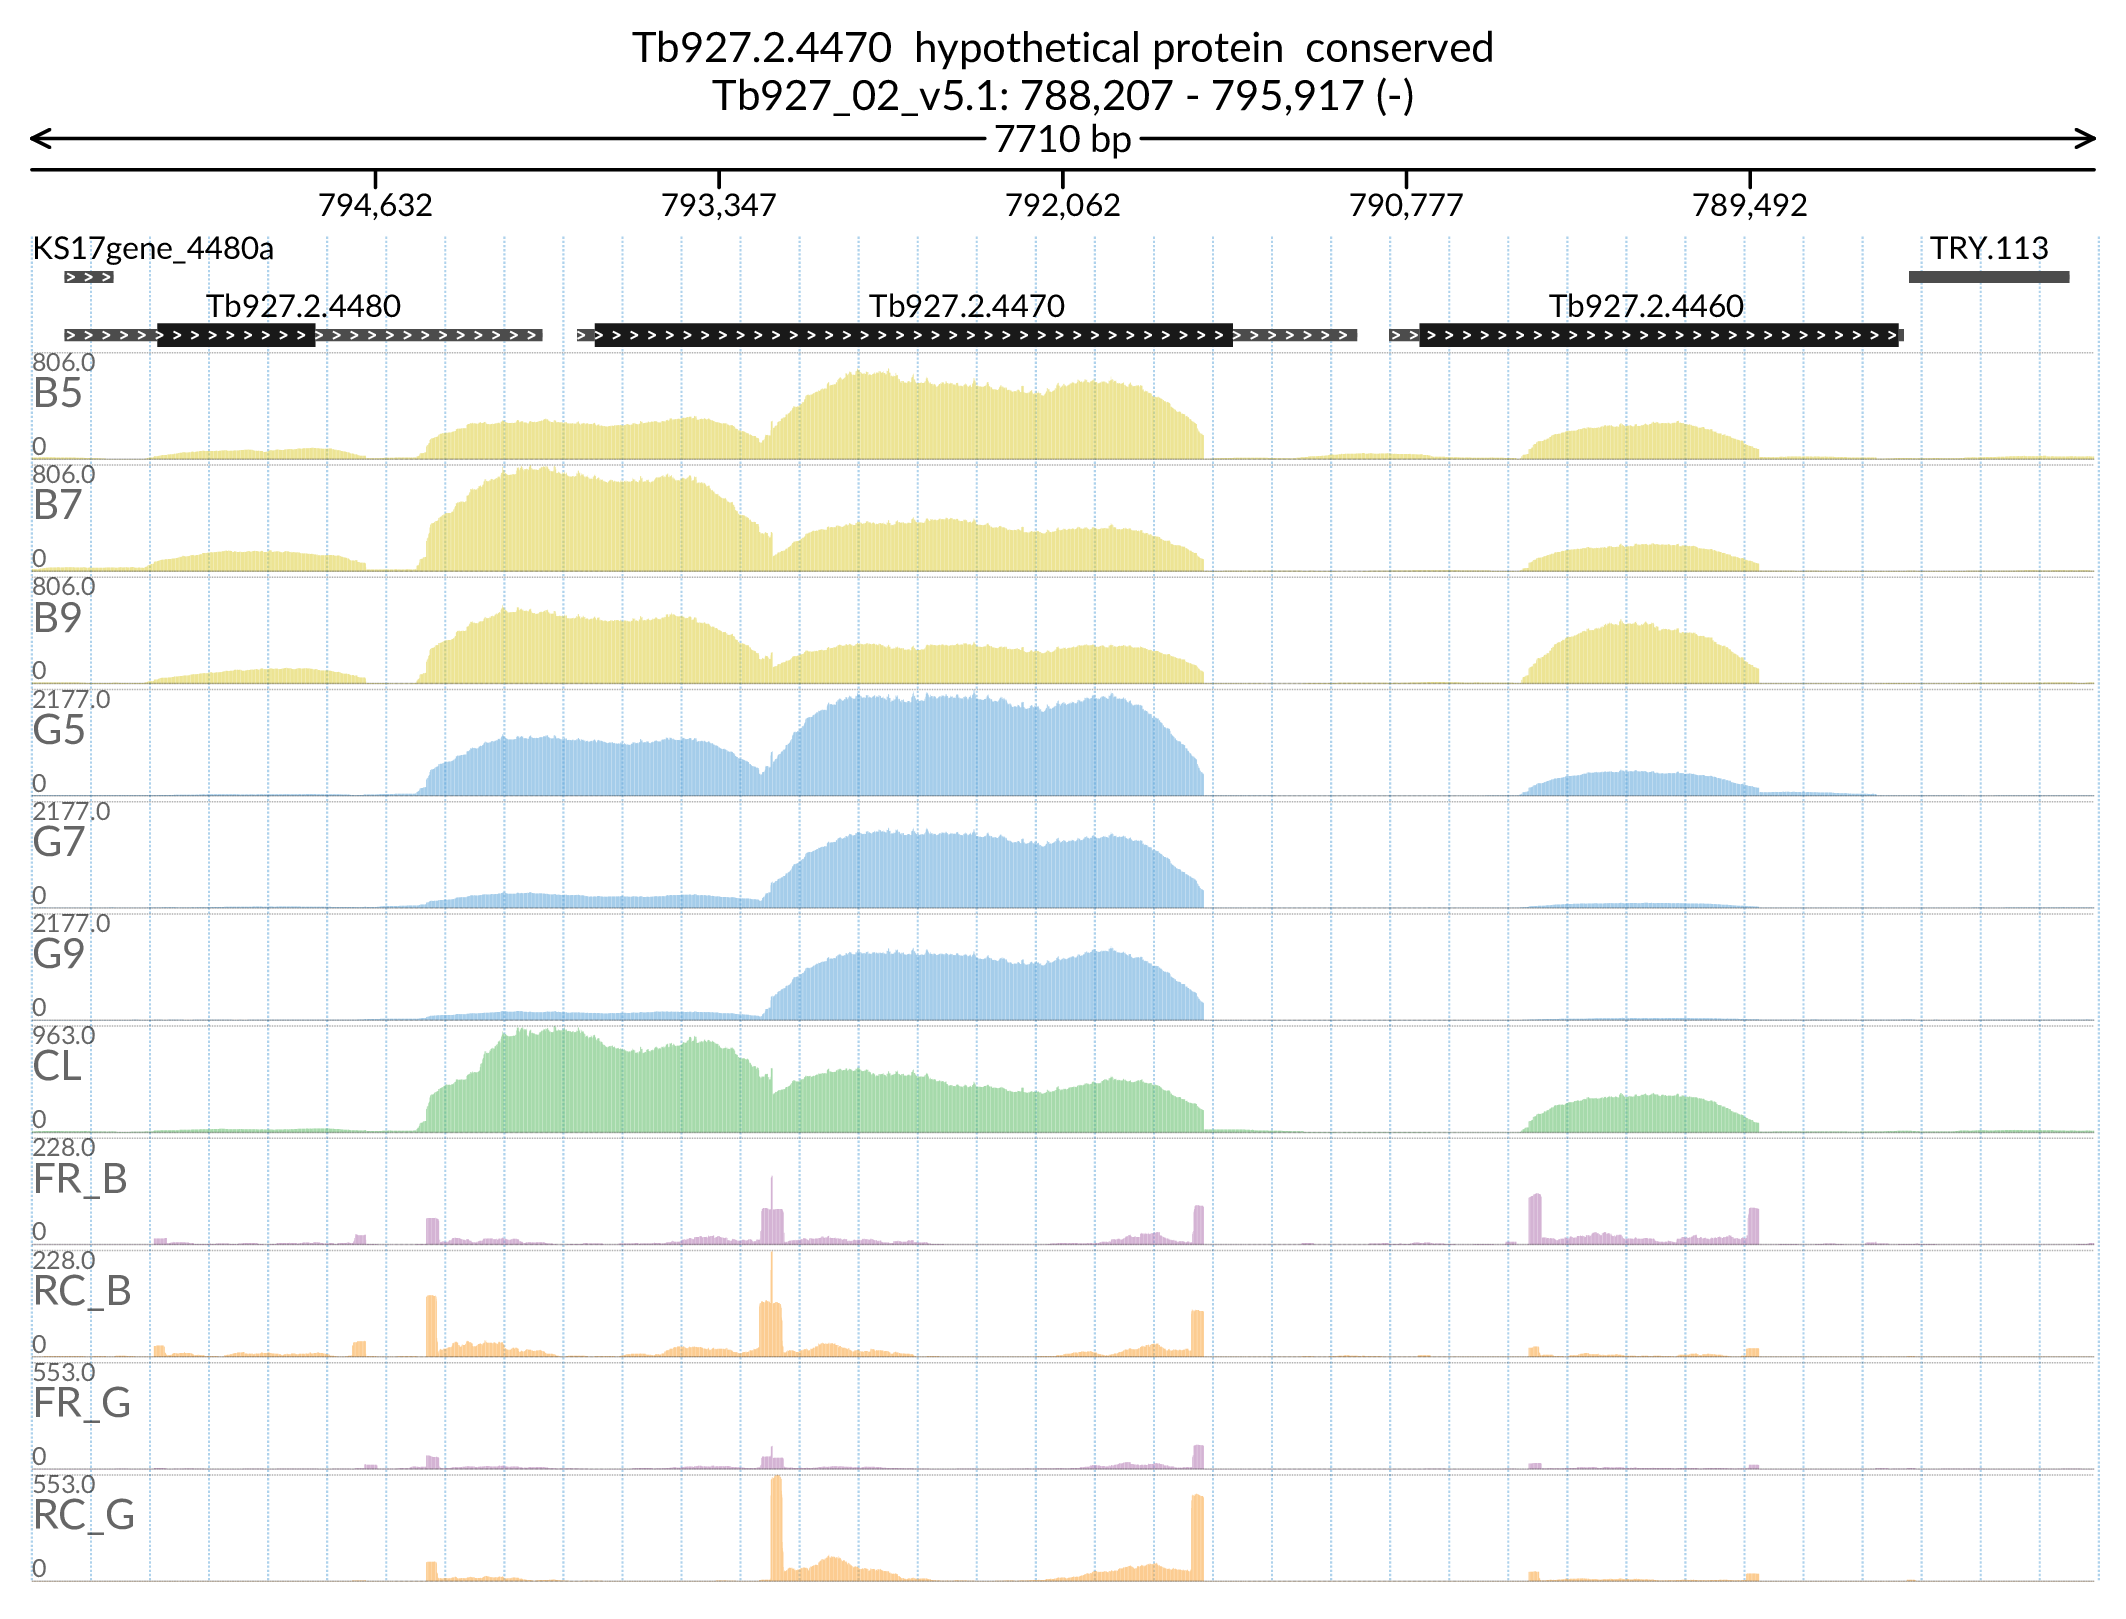 Tb927.2.4470  hypothetical protein  conserved
Tb927_02_v5.1: 788,207 - 795,917 (-)
7710 bp
794,632 793,347 792,062 790,777 789,492
KS17gene_4480a TRY.113
Tb927.2.4480 Tb927.2.4470 Tb927.2.4460
806.0
B5
0
806.0
B7
0
806.0
B9
0
2177.0
G5
0
2177.0
G7
0
2177.0
G9
0
963.0
CL
0
228.0
FR_B
0
228.0
RC_B
0
553.0
FR_G
0
553.0
RC_G
0